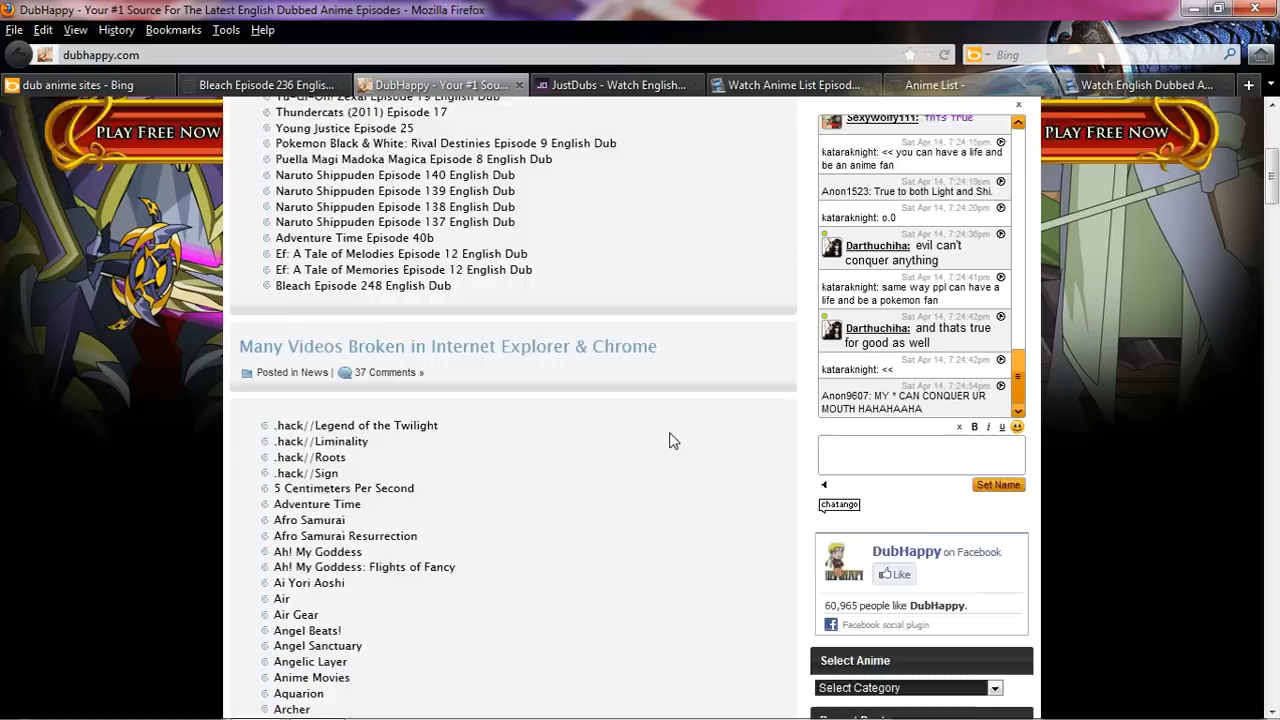 DubHappy - Your #1 Source For The Latest English Dubbed Anime Episodes - Mozilla Firefox
File Edit View History Bookmarks Tools Help
dubhappy.com
Bing
dub anime sites - Bing
Bleach Episode 236 Englis...
DubHappy - Your #1 Sou...
JustDubs - Watch English...
Watch Anime List Episod...
Anime List -
Watch English Dubbed A...
PLAY FREE NOW
PLAY FREE NOW
Yu-Gi-Oh! Zexal Episode 19 English Dub
Thundercats (2011) Episode 17
Young Justice Episode 25
Pokemon Black & White: Rival Destinies Episode 9 English Dub
Puella Magi Madoka Magica Episode 8 English Dub
Naruto Shippuden Episode 140 English Dub
Naruto Shippuden Episode 139 English Dub
Naruto Shippuden Episode 138 English Dub
Naruto Shippuden Episode 137 English Dub
Adventure Time Episode 40b
Ef: A Tale of Melodies Episode 12 English Dub
Ef: A Tale of Memories Episode 12 English Dub
Bleach Episode 248 English Dub
Many Videos Broken in Internet Explorer & Chrome
Posted in News | 37 Comments »
.hack//Legend of the Twilight
.hack//Liminality
.hack//Roots
.hack//Sign
5 Centimeters Per Second
Adventure Time
Afro Samurai
Afro Samurai Resurrection
Ah! My Goddess
Ah! My Goddess: Flights of Fancy
Ai Yori Aoshi
Air
Air Gear
Angel Beats!
Angel Sanctuary
Angelic Layer
Anime Movies
Aquarion
Archer
Sexywolfy111: thts true
Sat Apr 14, 7:24:15pm
kataraknight: << you can have a life and
be an anime fan
Sat Apr 14, 7:24:19pm
Anon1523: True to both Light and Shi.
Sat Apr 14, 7:24:20pm
kataraknight: o.0
Sat Apr 14, 7:24:36pm
Darthuchiha: evil can't
conquer anything
Sat Apr 14, 7:24:41pm
kataraknight: same way ppl can have a
life and be a pokemon fan
Sat Apr 14, 7:24:42pm
Darthuchiha: and thats true
for good as well
Sat Apr 14, 7:24:42pm
kataraknight: <<
Sat Apr 14, 7:24:54pm
Anon9607: MY * CAN CONQUER UR
MOUTH HAHAHAAHA
x B i u
Set Name
chatango
DubHappy on Facebook
Like
60,965 people like DubHappy.
Facebook social plugin
Select Anime
Select Category